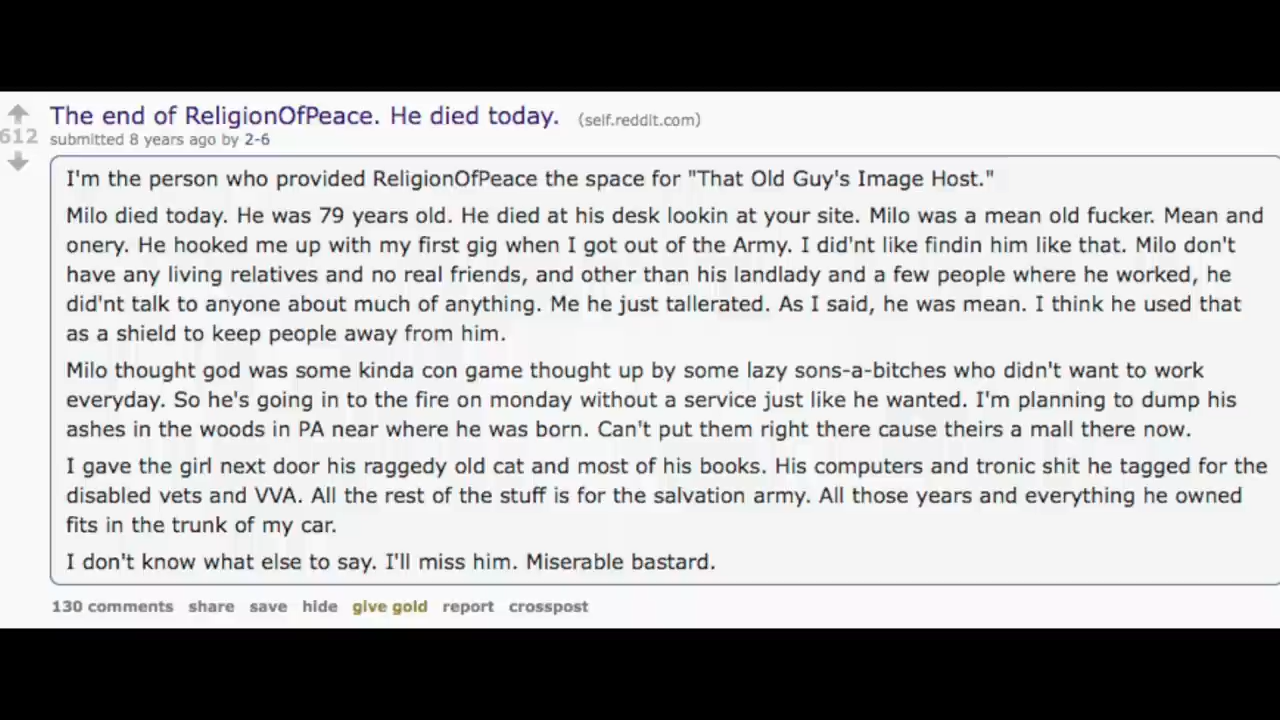 The end of ReligionOfPeace. He died today. (self.reddit.com)
612
submitted 8 years ago by 2-6
I'm the person who provided ReligionOfPeace the space for "That Old Guy's Image Host."
Milo died today. He was 79 years old. He died at his desk lookin at your site. Milo was a mean old fucker. Mean and
onery. He hooked me up with my first gig when I got out of the Army. I did'nt like findin him like that. Milo don't
have any living relatives and no real friends, and other than his landlady and a few people where he worked, he
did'nt talk to anyone about much of anything. Me he just tallerated. As I said, he was mean. I think he used that
as a shield to keep people away from him.
Milo thought god was some kinda con game thought up by some lazy sons-a-bitches who didn't want to work
everyday. So he's going in to the fire on monday without a service just like he wanted. I'm planning to dump his
ashes in the woods in PA near where he was born. Can't put them right there cause theirs a mall there now.
I gave the girl next door his raggedy old cat and most of his books. His computers and tronic shit he tagged for the
disabled vets and VVA. All the rest of the stuff is for the salvation army. All those years and everything he owned
fits in the trunk of my car.
I don't know what else to say. I'll miss him. Miserable bastard.
130 comments share save hide give gold report crosspost